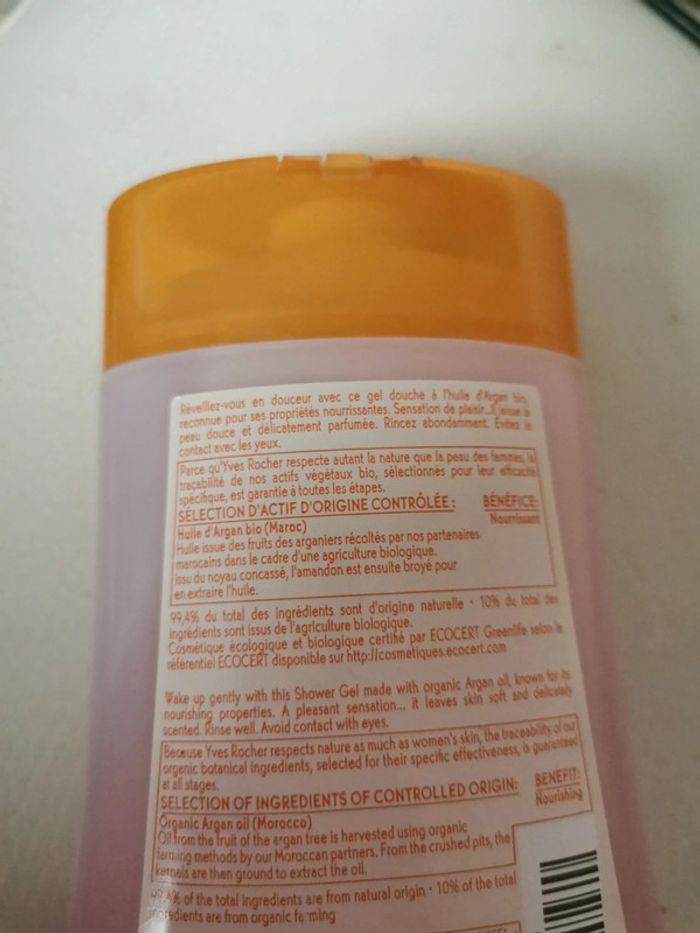 Réveillez-vous en douceur avec ce gel douche à l'huile d'Argan bio,
reconnue pour ses propriétés nourrissantes. Sensation de plaisir... il laisse la
peau douce et délicatement parfumée. Rincez abondamment. Évitez le
contact avec les yeux.
Parce qu'Yves Rocher respecte autant la nature que la peau des femmes, la
traçabilité de nos actifs végétaux bio, sélectionnés pour leur efficacité
spécifique, est garantie à toutes les étapes.
SÉLECTION D'ACTIF D'ORIGINE CONTRÔLÉE : BÉNÉFICE:
Huile d'Argan bio (Maroc) Nourrissant
Huile issue des fruits des arganiers récoltés par nos partenaires
marocains dans le cadre d'une agriculture biologique.
Issu du noyau concassé, l'amandon est ensuite broyé pour
en extraire l'huile.
99,4% du total des ingrédients sont d'origine naturelle • 10% du total des
ingrédients sont issus de l'agriculture biologique.
Cosmétique écologique et biologique certifié par ECOCERT Greenlife selon le
référentiel ECOCERT disponible sur http://cosmetiques.ecocert.com
Wake up gently with this Shower Gel made with organic Argan oil, known for its
nourishing properties. A pleasant sensation... it leaves skin soft and delicately
scented. Rinse well. Avoid contact with eyes.
Because Yves Rocher respects nature as much as women's skin, the traceability of our
organic botanical ingredients, selected for their specific effectiveness, is guaranteed
at all stages.
SELECTION OF INGREDIENTS OF CONTROLLED ORIGIN: BENEFIT:
Organic Argan oil (Morocco) Nourishing
Oil from the fruit of the argan tree is harvested using organic
farming methods by our Moroccan partners. From the crushed pits, the
kernels are then ground to extract the oil.
99,4% of the total Ingredients are from natural origin • 10% of the total
ingredients are from organic farming